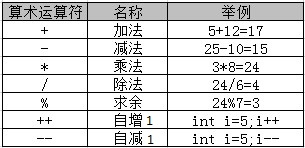 算术运算符 名称 举例
+ 加法 5+12=17
- 减法 25-10=15
* 乘法 3*8=24
/ 除法 24/6=4
% 求余 24%7=3
++ 自增1 int i=5;i++
-- 自减1 int i=5;i--